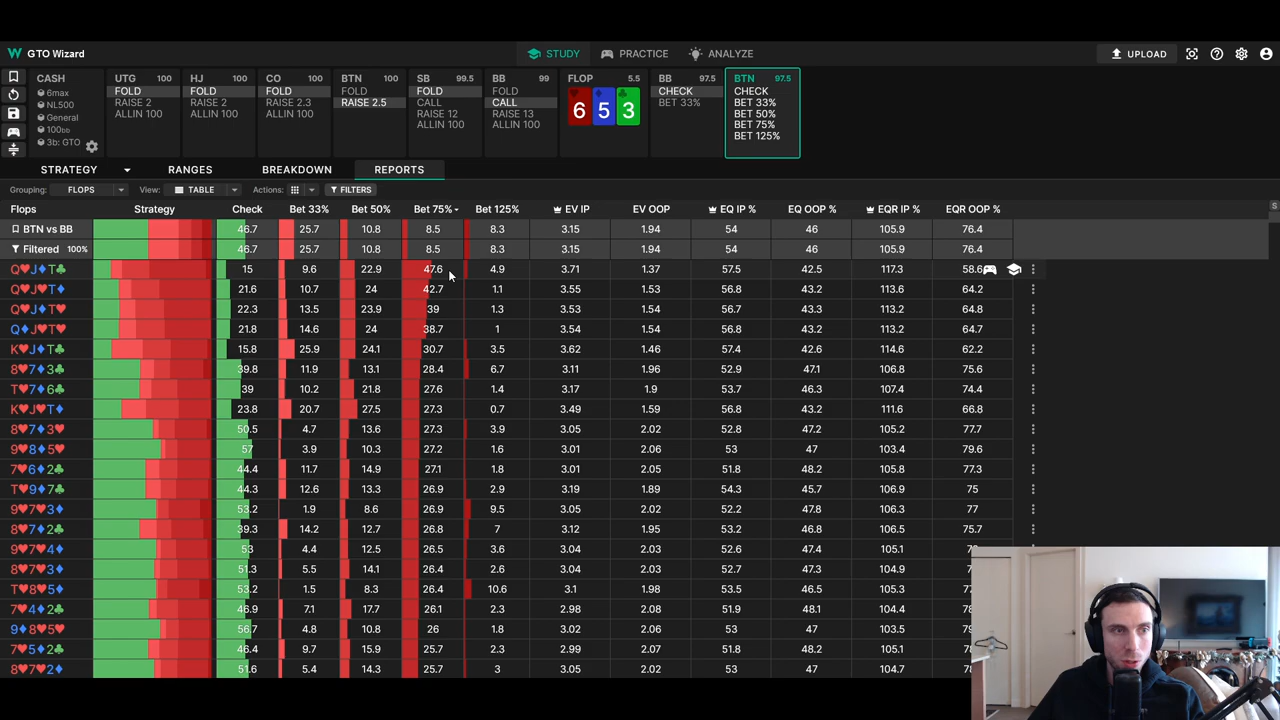 GTO Wizard
STUDY PRACTICE ANALYZE
UPLOAD
CASH UTG 100 HJ 100 CO 100 BTN 100 SB 99.5 BB 99 FLOP 5.5 BB 97.5 BTN 97.5
6max FOLD FOLD FOLD FOLD FOLD FOLD CHECK CHECK
NL500 RAISE 2 RAISE 2 RAISE 2.3 RAISE 2.5 CALL CALL BET 33% BET 33%
General ALLIN 100 ALLIN 100 ALLIN 100 RAISE 12 RAISE 13 6♥ 5♦ 3♣ BET 50%
100bb ALLIN 100 ALLIN 100 BET 75%
3b: GTO BET 125%
STRATEGY RANGES BREAKDOWN REPORTS
Grouping: FLOPS View: TABLE Actions: FILTERS
Flops Strategy Check Bet 33% Bet 50% Bet 75% Bet 125% EV IP EV OOP EQ IP % EQ OOP % EQR IP % EQR OOP % S
BTN vs BB 46.7 25.7 10.8 8.5 8.3 3.15 1.94 54 46 105.9 76.4
Filtered 100% 46.7 25.7 10.8 8.5 8.3 3.15 1.94 54 46 105.9 76.4
Q♥J♦T♣ 15 9.6 22.9 47.6 4.9 3.71 1.37 57.5 42.5 117.3 58.6
Q♥J♥T♦ 21.6 10.7 24 42.7 1.1 3.55 1.53 56.8 43.2 113.6 64.2
Q♥J♦T♥ 22.3 13.5 23.9 39 1.3 3.53 1.54 56.7 43.3 113.2 64.8
Q♦J♥T♥ 21.8 14.6 24 38.7 1 3.54 1.54 56.8 43.2 113.2 64.7
K♥J♦T♣ 15.8 25.9 24.1 30.7 3.5 3.62 1.46 57.4 42.6 114.6 62.2
8♥7♦3♣ 39.8 11.9 13.1 28.4 6.7 3.11 1.96 52.9 47.1 106.8 75.6
T♥7♦6♣ 39 10.2 21.8 27.6 1.4 3.17 1.9 53.7 46.3 107.4 74.4
K♥J♥T♦ 23.8 20.7 27.5 27.3 0.7 3.49 1.59 56.8 43.2 111.6 66.8
8♥7♦3♥ 50.5 4.7 13.6 27.3 3.9 3.05 2.02 52.8 47.2 105.2 77.7
9♥8♦5♥ 57 3.9 10.3 27.2 1.6 3.01 2.06 53 47 103.4 79.6
7♥6♦2♣ 44.4 11.7 14.9 27.1 1.8 3.01 2.05 51.8 48.2 105.8 77.3
T♥9♦7♣ 44.3 12.6 13.3 26.9 2.9 3.19 1.89 54.3 45.7 106.9 75
9♥7♥3♦ 53.2 1.9 8.6 26.9 9.5 3.06 2.02 52.2 47.8 106.3 77
8♥7♦2♣ 39.3 14.2 12.7 26.8 7 3.12 1.95 53.2 46.8 106.5 75.7
9♥7♥4♦ 53 4.4 12.5 26.5 3.6 3.04 2.03 52.6 47.4 105.1
8♥7♥3♦ 51.3 5.5 14.1 26.4 2.6 3.04 2.03 52.7 47.3 104.9
T♥8♥5♦ 53.2 1.5 8.3 26.4 10.6 3.1 1.98 53.5 46.5 106.3
7♥4♦2♣ 46.9 7.1 17.7 26.1 2.3 2.98 2.08 51.9 48.1 104.4
9♦8♥5♥ 56.7 4.8 10.8 26 1.8 3.02 2.06 53 47 103.5
7♥5♦2♣ 46.4 9.7 15.9 25.7 2.3 2.99 2.06 51.8 48.2 105.1
8♥7♥2♦ 51.6 5.4 14.3 25.7 3 3.05 2.02 53 47 104.7